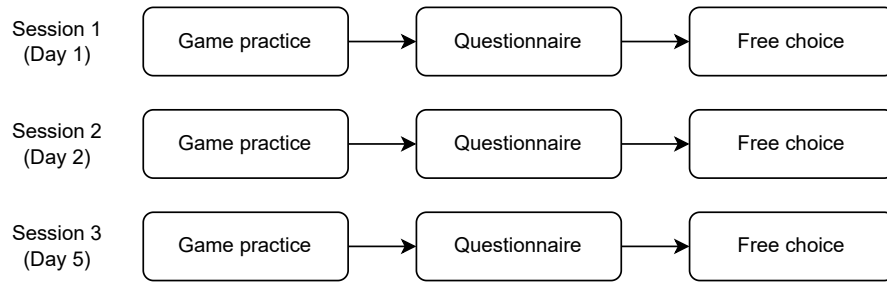 Session 1
(Day 1)
Game practice
Questionnaire
Free choice
Session 2
(Day 2)
Game practice
Questionnaire
Free choice
Session 3
(Day 5)
Game practice
Questionnaire
Free choice